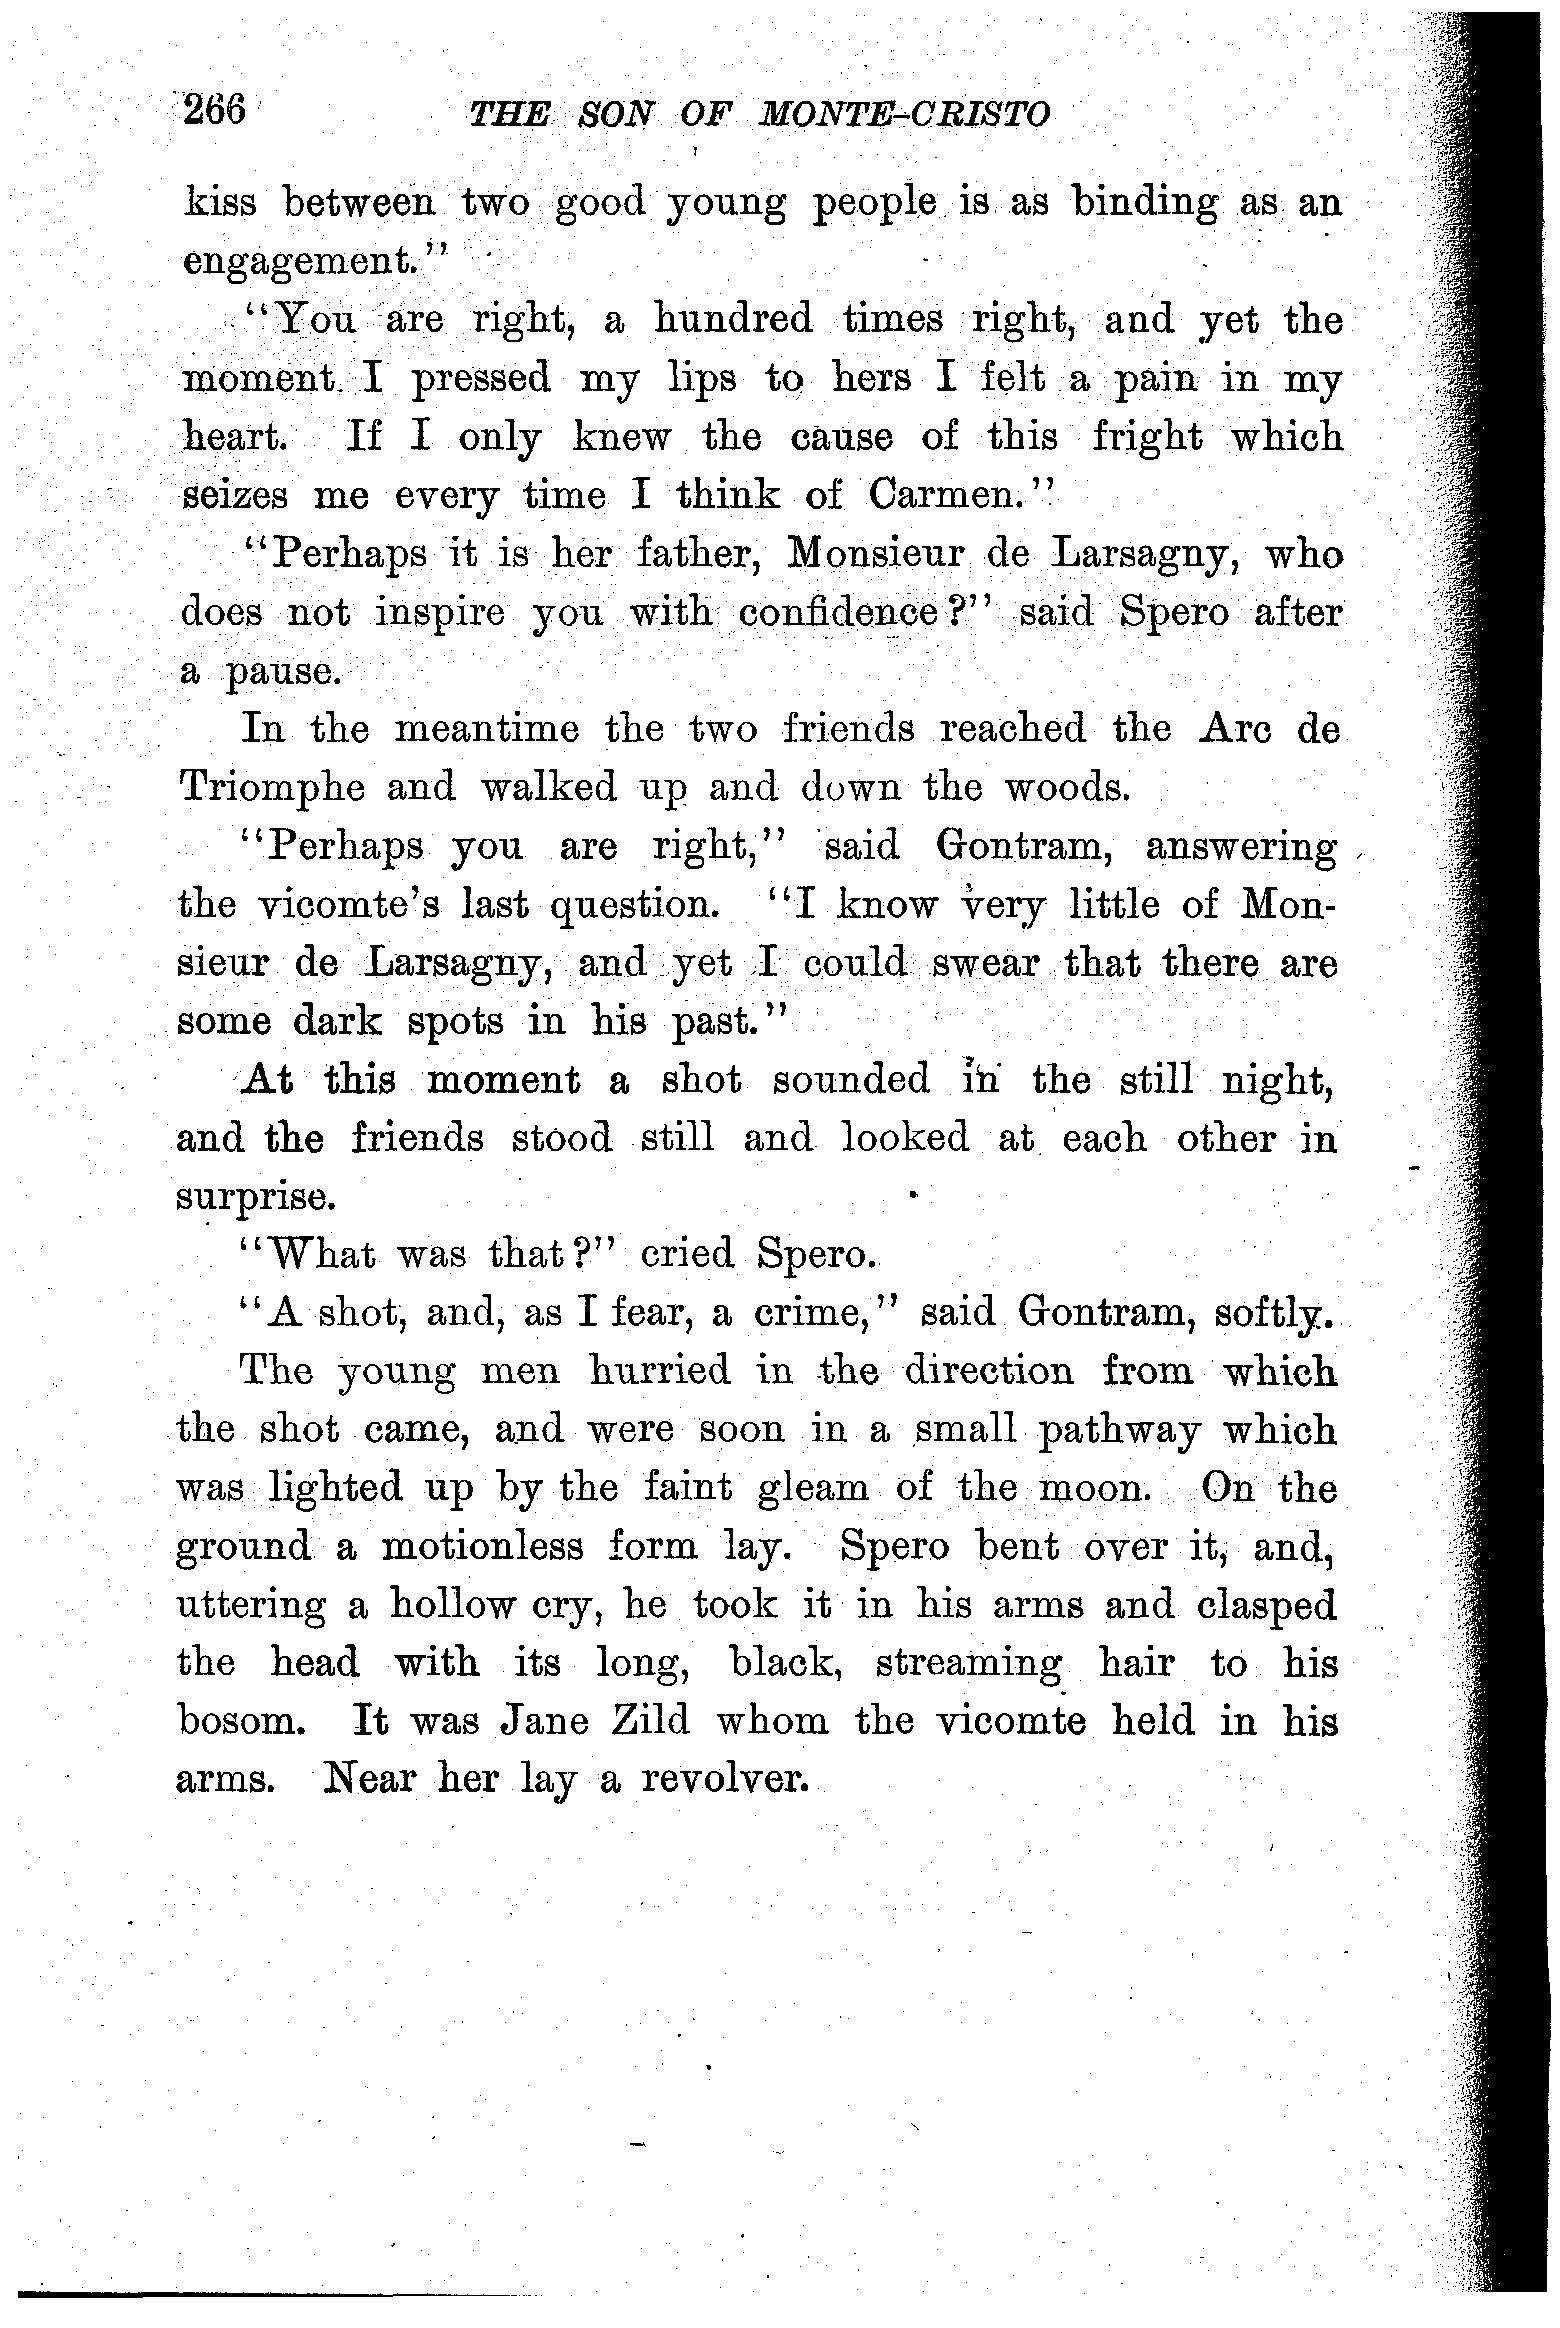 266 THE SON OF MONTE-CRISTO
kiss between two good young people is as binding as an
engagement."
"You are right, a hundred times right, and yet the
moment I pressed my lips to hers I felt a pain in my
heart. If I only knew the cause of this fright which
seizes me every time I think of Carmen."
"Perhaps it is her father, Monsieur de Larsagny, who
does not inspire you with confidence?" said Spero after
a pause.
In the meantime the two friends reached the Arc de
Triomphe and walked up and down the woods.
"Perhaps you are right," said Gontram, answering
the vicomte's last question. "I know very little of Mon-
sieur de Larsagny, and yet I could swear that there are
some dark spots in his past."
At this moment a shot sounded in the still night,
and the friends stood still and looked at each other in
surprise.
"What was that?" cried Spero.
"A shot, and, as I fear, a crime," said Gontram, softly.
The young men hurried in the direction from which
the shot came, and were soon in a small pathway which
was lighted up by the faint gleam of the moon. On the
ground a motionless form lay. Spero bent over it, and,
uttering a hollow cry, he took it in his arms and clasped
the head with its long, black, streaming hair to his
bosom. It was Jane Zild whom the vicomte held in his
arms. Near her lay a revolver.